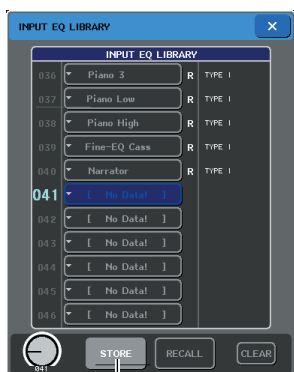 INPUT EQ LIBRARY
INPUT EQ LIBRARY
036 Piano 3 R TYPE I
037 Piano Low R TYPE I
038 Piano High R TYPE I
039 Fine-EQ Cass R TYPE I
040 Narrator R TYPE I
041 [ No Data! ]
042 [ No Data! ]
043 [ No Data! ]
044 [ No Data! ]
045 [ No Data! ]
046 [ No Data! ]
041 STORE RECALL CLEAR